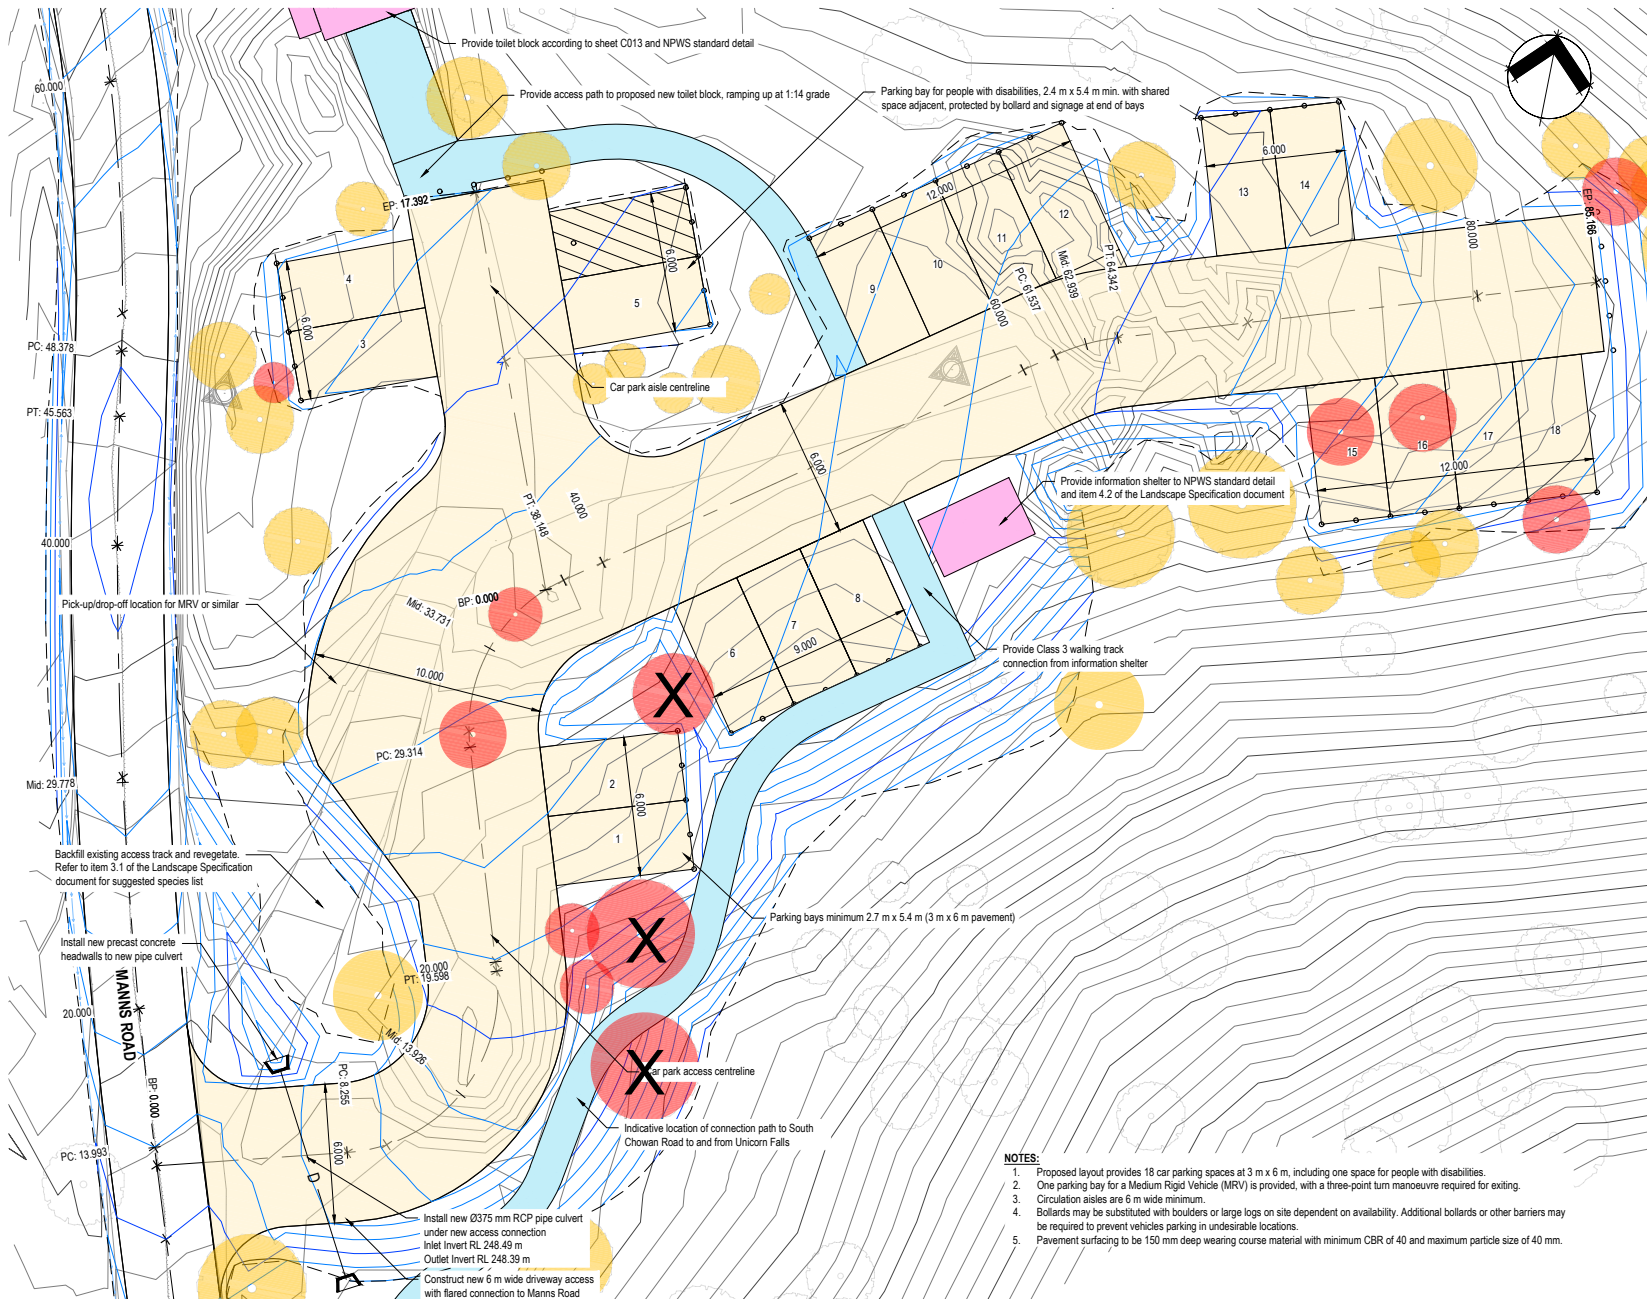 Provide toilet block according to sheet C013 and NPWS standard detail
60.000
Provide access path to proposed new toilet block, ramping up at 1:14 grade
Parking bay for people with disabilities, 2.4 m x 5.4 m min. with shared
space adjacent, protected by bollard and signage at end of bays
6.000
13
14
12.000
12
11
10
9
EP: 17.392
EP: 85.166
80.000
PT: 64.342
Mid: 62.939
PC: 61.537
60.000
4
3
6.000
6.000
5
PC: 48.378
PT: 45.563
Car park aisle centreline
6.000
15
16
17
18
12.000
Provide information shelter to NPWS standard detail
and item 4.2 of the Landscape Specification document
40.000
PT: 38.148
40.000
Pick-up/drop-off location for MRV or similar
BP: 0.000
Mid: 33.731
8
7
6
9.000
Provide Class 3 walking track
connection from information shelter
10.000
X
PC: 29.314
Mid: 29.778
2
1
6.000
Backfill existing access track and revegetate.
Refer to item 3.1 of the Landscape Specification
document for suggested species list
Parking bays minimum 2.7 m x 5.4 m (3 m x 6 m pavement)
Install new precast concrete
headwalls to new pipe culvert
X
20.000
PT: 19.598
MANNS ROAD
20.000
Mid: 13.926
PC: 8.255
BP: 0.000
X
ar park access centreline
6.000
D
PC: 13.993
Indicative location of connection path to South
Chowan Road to and from Unicorn Falls
Install new Ø375 mm RCP pipe culvert
under new access connection
Inlet Invert RL 248.49 m
Outlet Invert RL 248.39 m
Construct new 6 m wide driveway access
with flared connection to Manns Road
NOTES:
1. Proposed layout provides 18 car parking spaces at 3 m x 6 m, including one space for people with disabilities.
2. One parking bay for a Medium Rigid Vehicle (MRV) is provided, with a three-point turn manoeuvre required for exiting.
3. Circulation aisles are 6 m wide minimum.
4. Bollards may be substituted with boulders or large logs on site dependent on availability. Additional bollards or other barriers may
be required to prevent vehicles parking in undesirable locations.
5. Pavement surfacing to be 150 mm deep wearing course material with minimum CBR of 40 and maximum particle size of 40 mm.